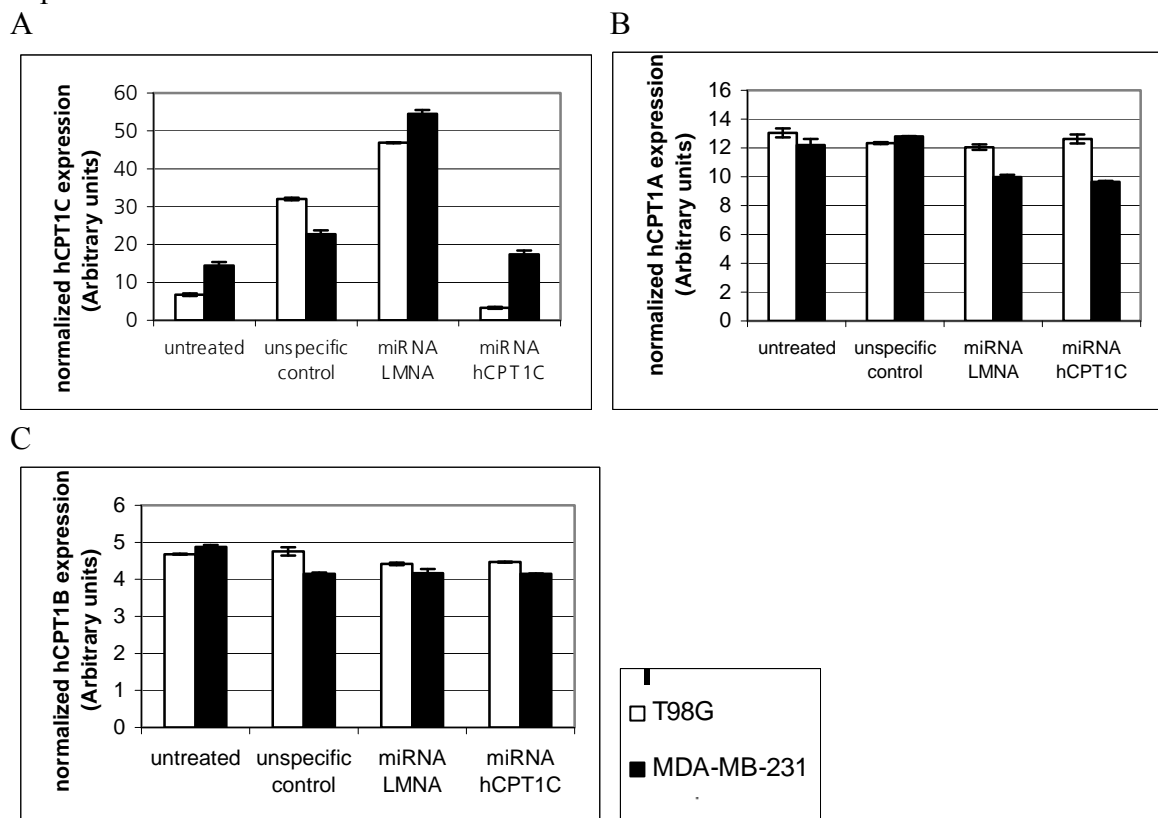 A
normalized hCPT1C expression
(Arbitrary units)
60
50
40
30
20
10
0
untreated
unspecific
control
miRNA
LMNA
miRNA
hCPT1C
B
normalized hCPT1A expression
(Arbitrary units)
16
14
12
10
8
6
4
2
0
untreated
unspecific
control
miRNA
LMNA
miRNA
hCPT1C
C
Normalized hCPT1B expression
(Arbitrary units)
6
5
4
3
2
1
0
untreated
unspecific
control
miRNA
LMNA
miRNA
hCPT1C
T98G
MDA-MB-231